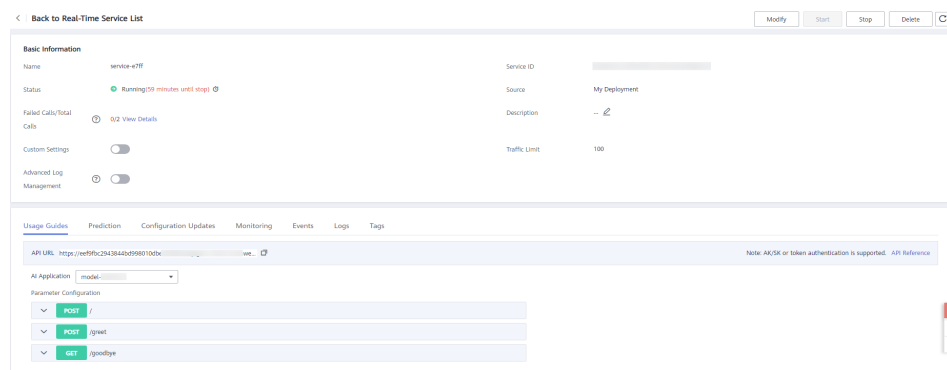 Back to Real-Time Service List
Modify Start Stop Delete
Basic Information
Name service-e7ff Service ID
Status Running(59 minutes until stop) Source My Deployment
Failed Calls/Total Calls 0/2 View Details Description --
Custom Settings Traffic Limit 100
Advanced Log Management
Usage Guides Prediction Configuration Updates Monitoring Events Logs Tags
API URL we... Note: AK/SK or token authentication is supported. API Reference
AI Application model-
Parameter Configuration
POST /
POST /greet
GET /goodbye